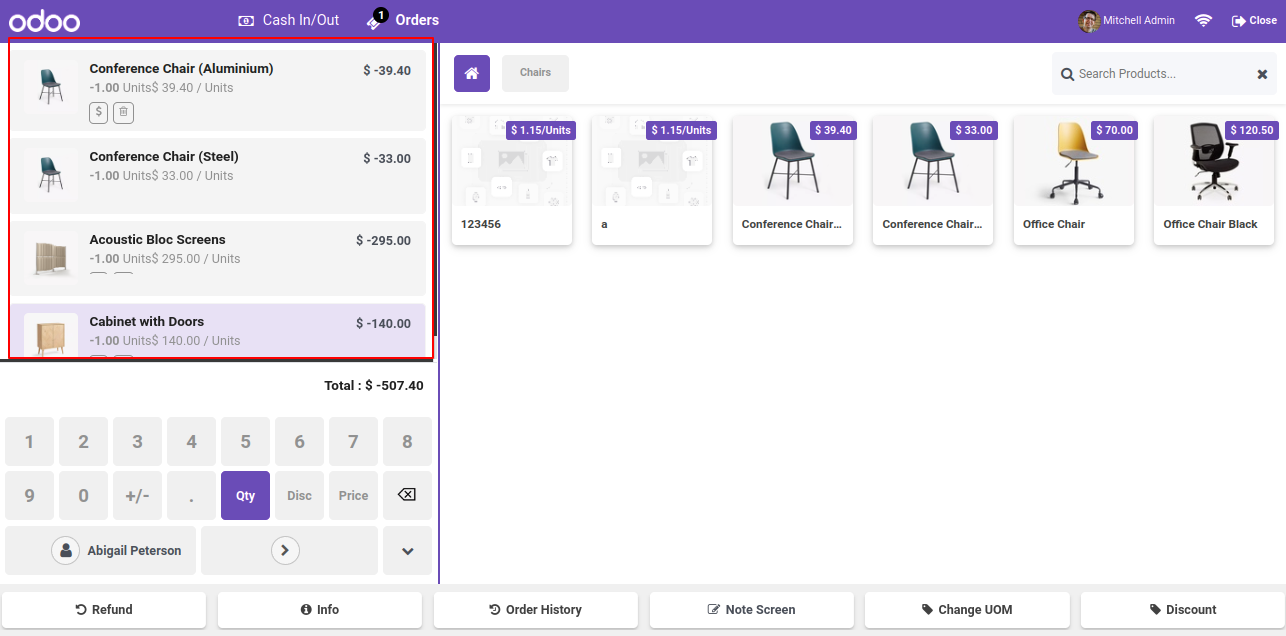 odoo
Cash In/Out
1
Orders
Mitchell Admin
Close
Conference Chair (Aluminium)
$ -39.40
-1.00 Units$ 39.40 / Units
$
Conference Chair (Steel)
$ -33.00
-1.00 Units$ 33.00 / Units
Acoustic Bloc Screens
$ -295.00
-1.00 Units$ 295.00 / Units
Cabinet with Doors
$ -140.00
-1.00 Units$ 140.00 / Units
Total : $ -507.40
1 2 3 4 5 6 7 8
9 0 +/- . Qty Disc Price
Abigail Peterson
Chairs
Search Products...
$ 1.15/Units
123456
$ 1.15/Units
a
$ 39.40
Conference Chair...
$ 33.00
Conference Chair...
$ 70.00
Office Chair
$ 120.50
Office Chair Black
Refund
Info
Order History
Note Screen
Change UOM
Discount